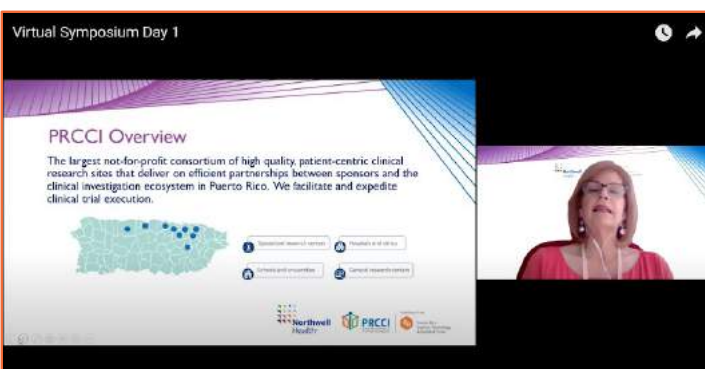 Virtual Symposium Day 1
PRCCI Overview
The largest not-for-profit consortium of high quality, patient-centric clinical
research sites that deliver on efficient partnerships between sponsors and the
clinical investigation ecosystem in Puerto Rico. We facilitate and expedite
clinical trial execution.
Specialized research centers
Hospitals and clinics
Schools and universities
General research centers
Northwell
Health
PRCCI
Northwell
Health